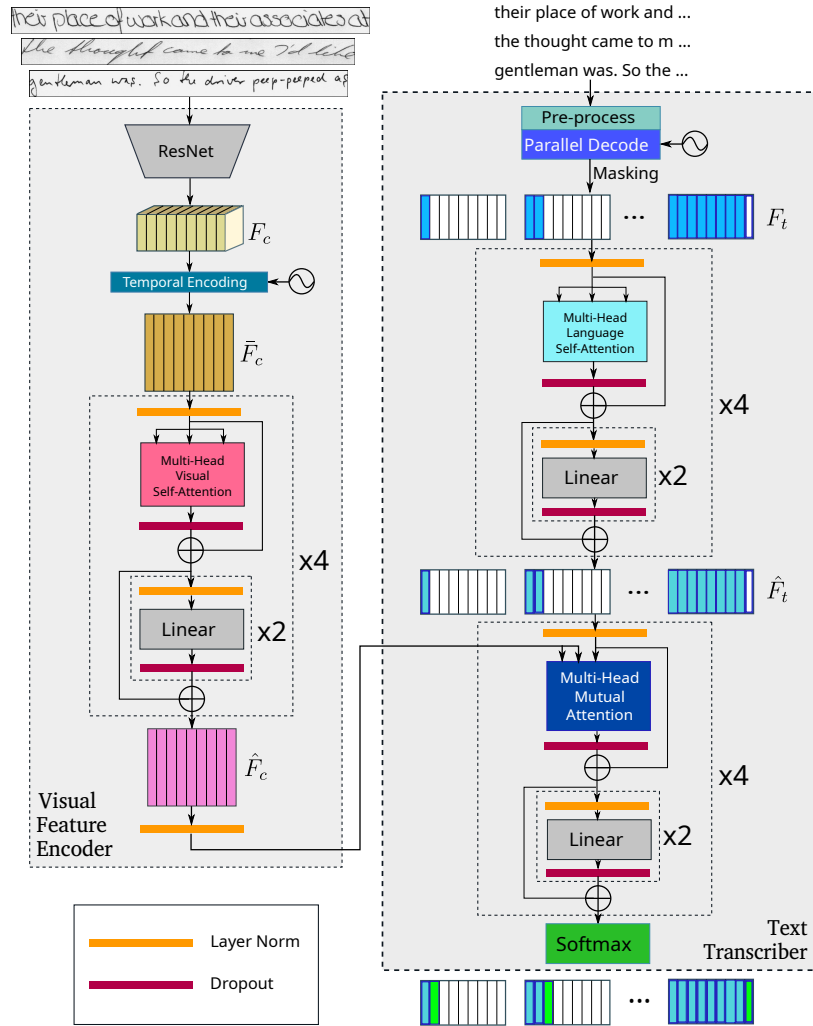 their place of work and their associates at
the thought came to me I'd like
gentleman was. So the driver peep-peeped as
ResNet
F_c
Temporal Encoding
F̄_c
Multi-Head
Visual
Self-Attention
x4
Linear
x2
F̂_c
Visual
Feature
Encoder
Layer Norm
Dropout
their place of work and ...
the thought came to m ...
gentleman was. So the ...
Pre-process
Parallel Decode
Masking
...
F_t
Multi-Head
Language
Self-Attention
x4
Linear
x2
...
F̂_t
Multi-Head
Mutual
Attention
x4
Linear
x2
Softmax
Text
Transcriber
...